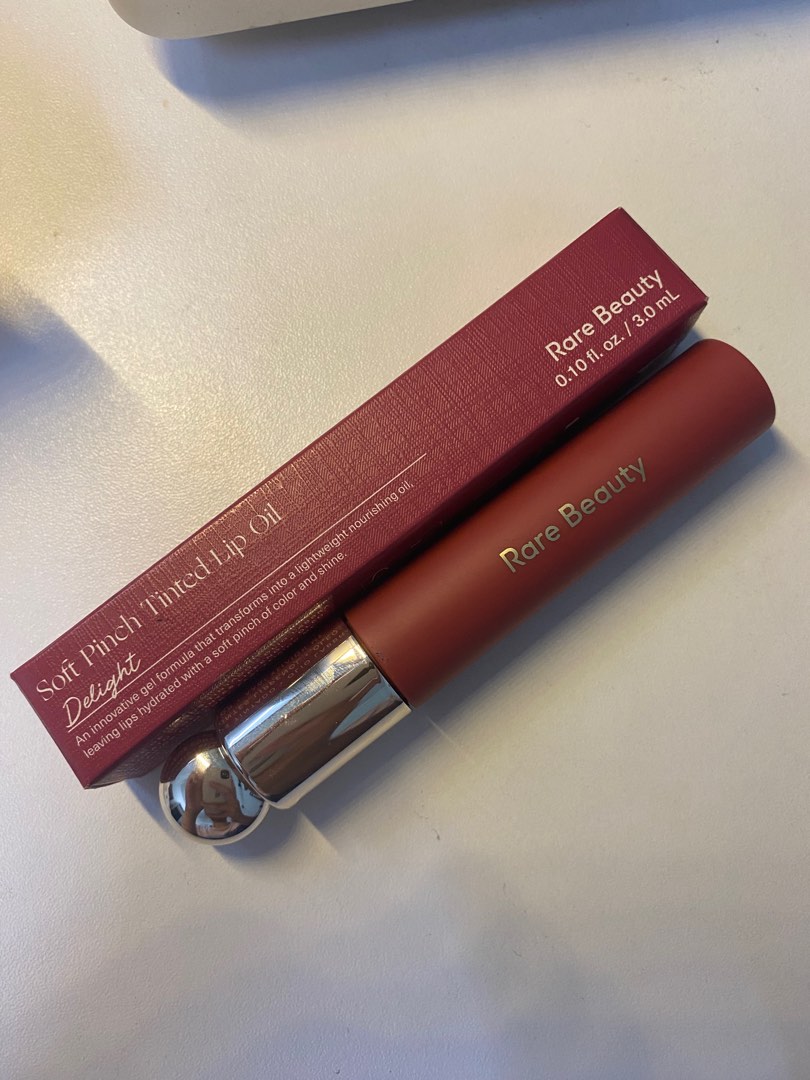 Rare Beauty
0.10 fl. oz. / 3.0 mL
Soft Pinch Tinted Lip Oil
Delight
An innovative gel formula that transforms into a lightweight nourishing oil,
leaving lips hydrated with a soft pinch of color and shine.
Rare Beauty